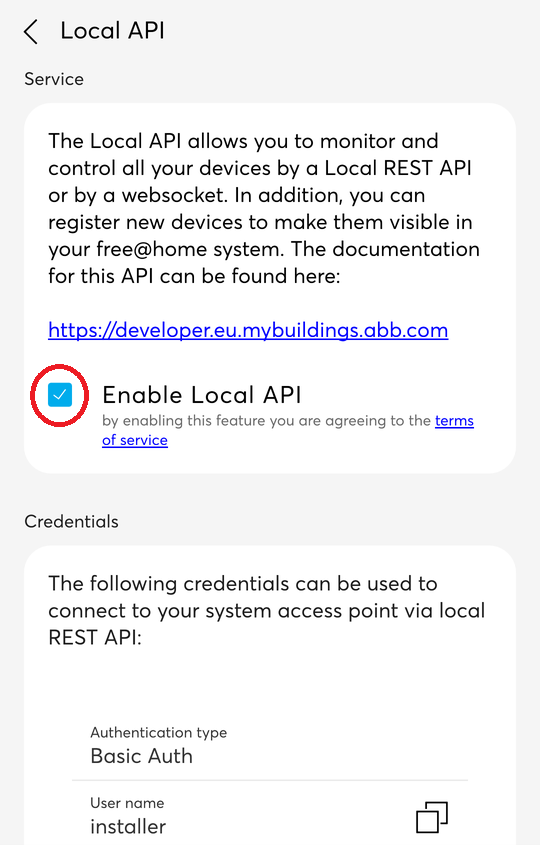 Local API
Service
The Local API allows you to monitor and
control all your devices by a Local REST API
or by a websocket. In addition, you can
register new devices to make them visible in
your free@home system. The documentation
for this API can be found here:
https://developer.eu.mybuildings.abb.com
Enable Local API
by enabling this feature you are agreeing to the terms
of service
Credentials
The following credentials can be used to
connect to your system access point via local
REST API:
Authentication type
Basic Auth
User name
installer